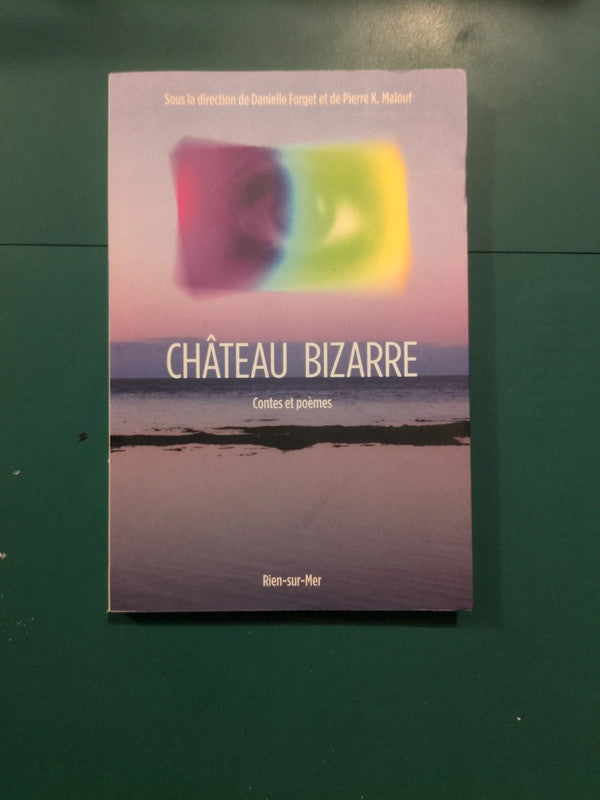 Sous la direction de Danielle Forget et de Pierre K. Malouf
CHÂTEAU BIZARRE
Contes et poèmes
Rien-sur-Mer